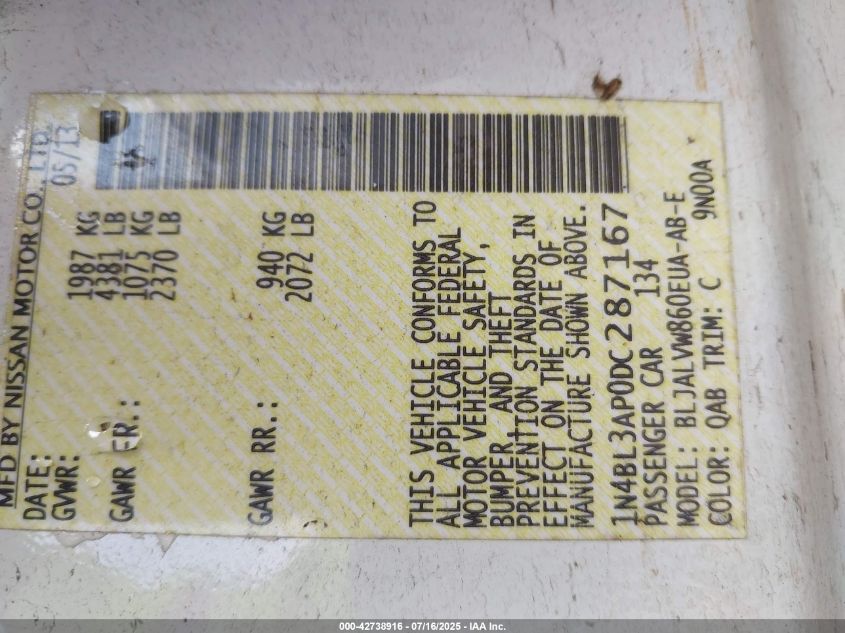 MFD BY NISSAN MOTOR CO., LTD.
DATE: 05/13
GVWR: 1987 KG
4381 LB
GAWR FR.: 1075 KG
2370 LB
GAWR RR.: 940 KG
2072 LB
THIS VEHICLE CONFORMS TO
ALL APPLICABLE FEDERAL
MOTOR VEHICLE SAFETY,
BUMPER AND THEFT
PREVENTION STANDARDS IN
EFFECT ON THE DATE OF
MANUFACTURE SHOWN ABOVE.
1N4BL3AP0DC287167
PASSENGER CAR 134
MODEL: BLJALVW860EUA-AB-E
COLOR: QAB TRIM: C 9N00A
000-42738916 - 07/16/2025 - IAA Inc.